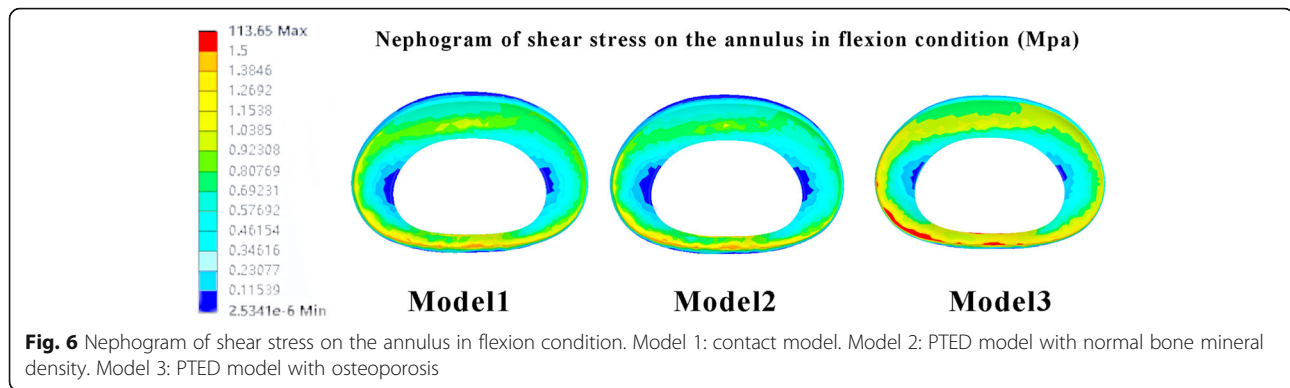 113.65 Max
Nephogram of shear stress on the annulus in flexion condition (Mpa)
1.5
1.3846
1.2692
1.1538
1.0385
0.92308
0.80769
0.69231
0.57692
0.46154
0.34616
0.23077
0.11539
2.5341e-6 Min
Model1 Model2 Model3
Fig. 6 Nephogram of shear stress on the annulus in flexion condition. Model 1: contact model. Model 2: PTED model with normal bone mineral
density. Model 3: PTED model with osteoporosis